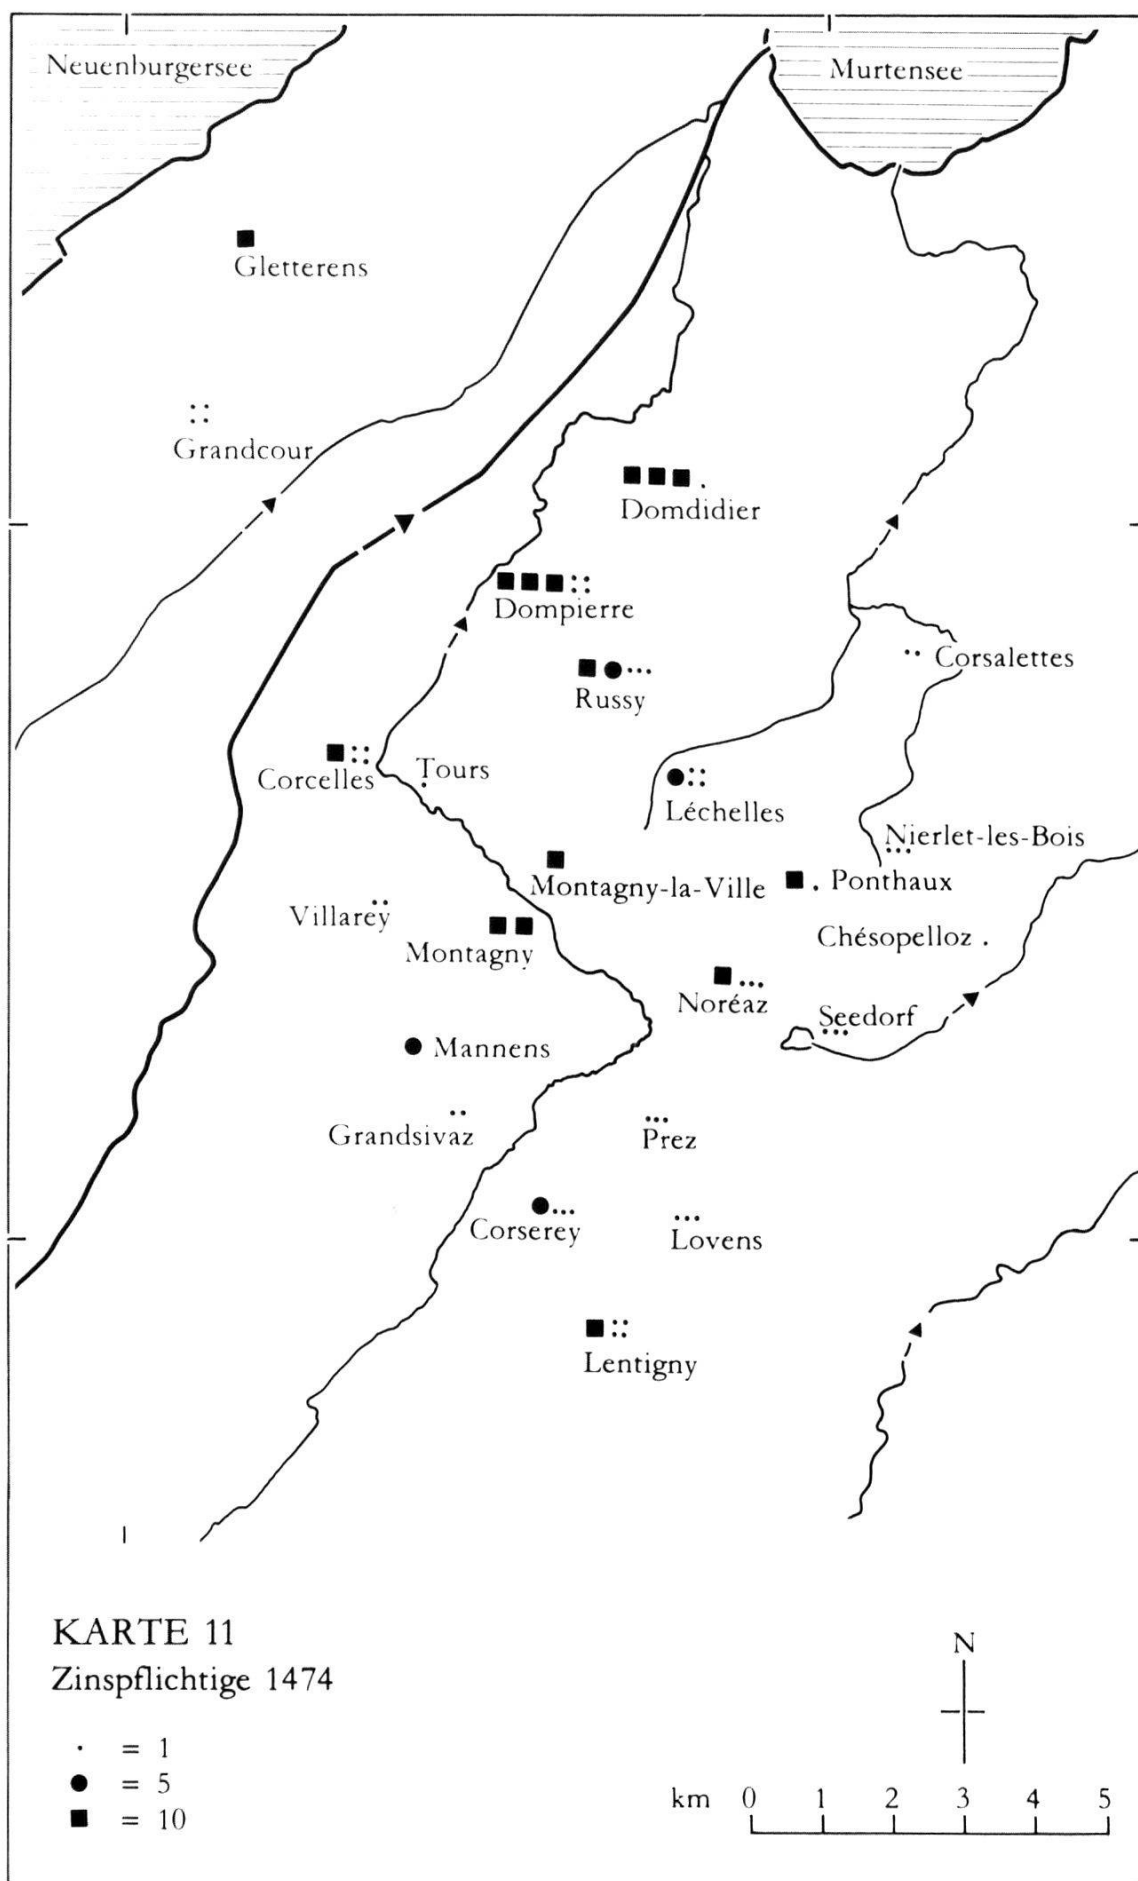 Neuenburgersee
Murtensee
Gletterens
Grandcour
Domdidier
Dompierre
Corsalettes
Russy
Tours
Corcelles
Léchelles
Nierlet-les-Bois
Montagny-la-Ville
Ponthaux
Villarey
Chésopelloz
Montagny
Noréaz
Seedorf
Mannens
Grandsivaz
Prez
Corserey
Lovens
Lentigny
KARTE 11
Zinspflichtige 1474
N
· = 1
● = 5
■ = 10
km 0 1 2 3 4 5